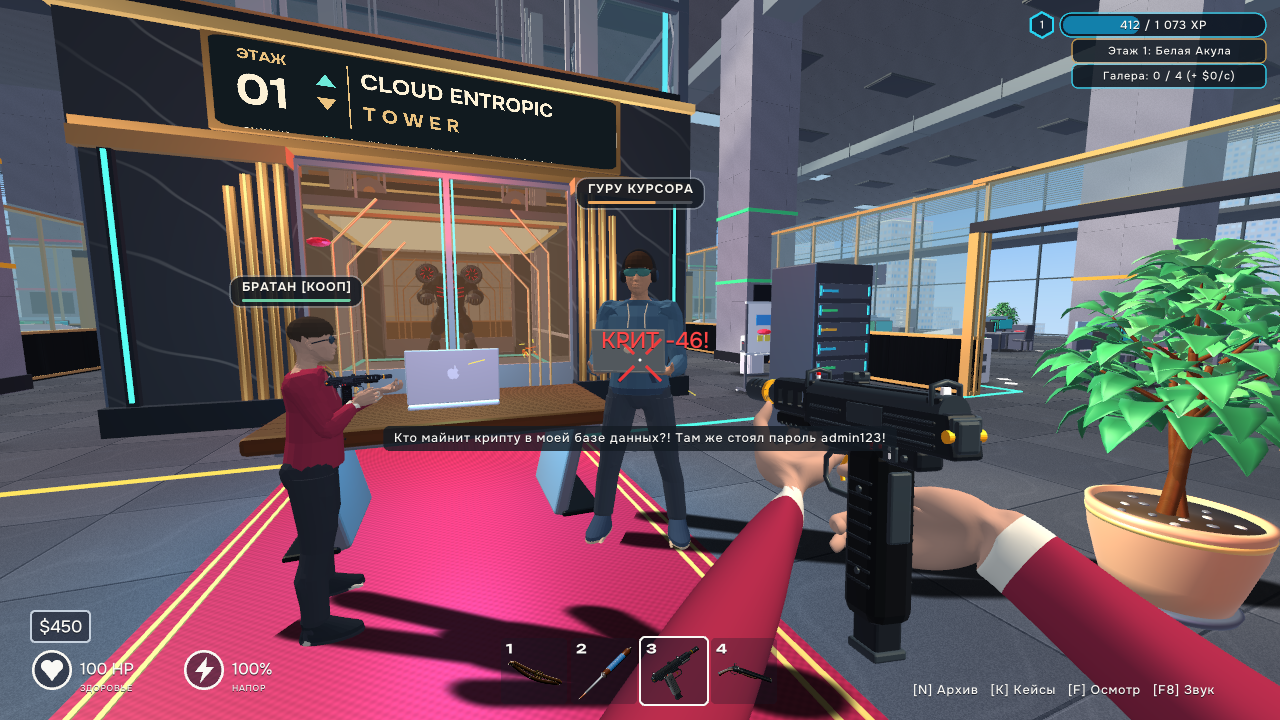 ЭТАЖ
01
CLOUD ENTROPIC
TOWER
1
412 / 1 073 XP
Этаж 1: Белая Акула
Галера: 0 / 4 (+ $0/с)
ГУРУ КУРСОРА
БРАТАН [КООП]
КРИТ -46!
Кто майнит крипту в моей базе данных?! Там же стоял пароль admin123!
$450
100 HP
ЗДОРОВЬЕ
100%
НАПОР
1
2
3
4
[N] Архив [K] Кейсы [F] Осмотр [F8] Звук